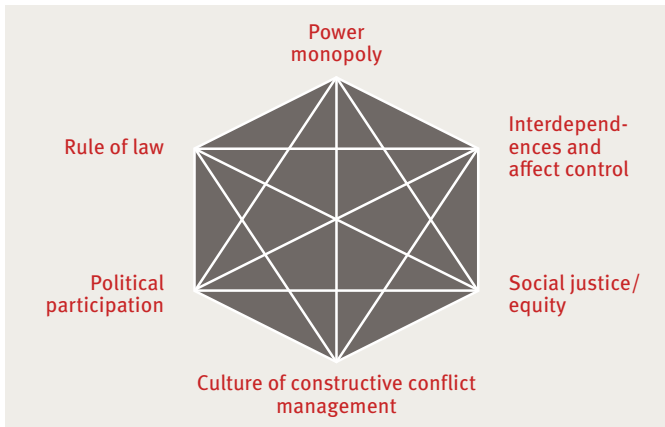 Power
monopoly
Rule of law
Interdepend-
ences and
affect control
Political
participation
Social justice/
equity
Culture of constructive conflict
management